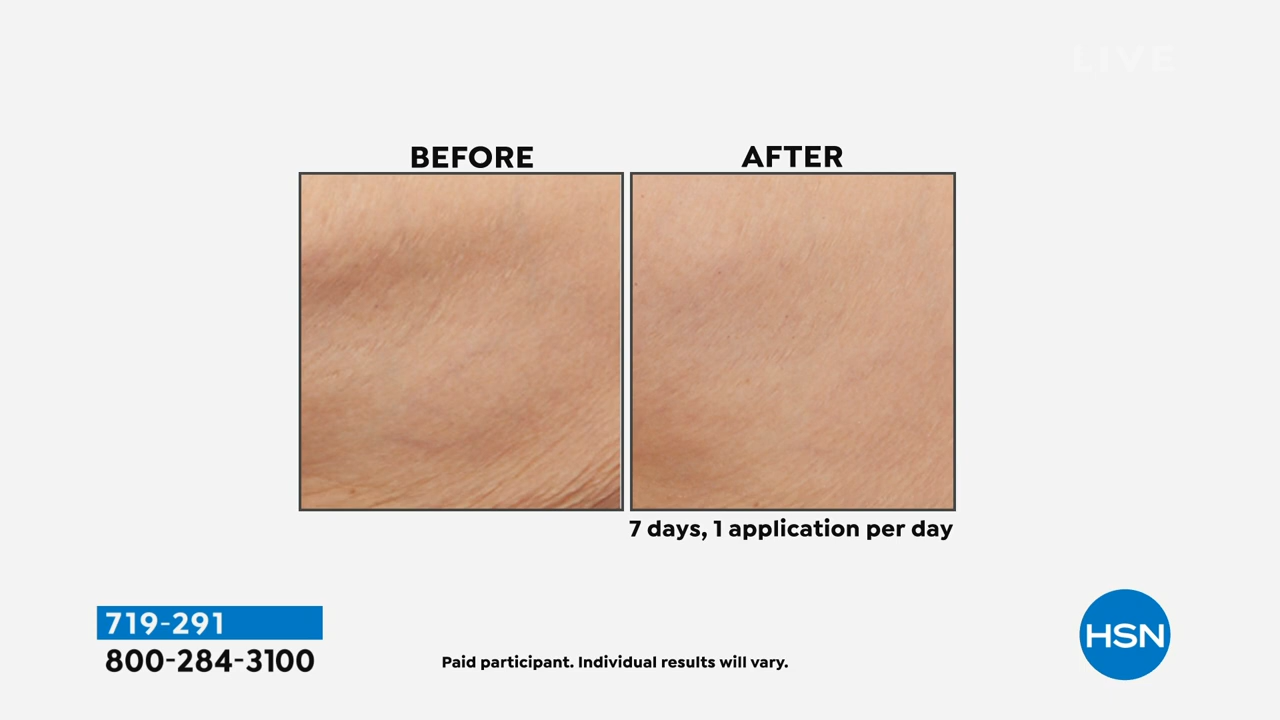 LIVE
BEFORE
AFTER
7 days, 1 application per day
719-291
800-284-3100
Paid participant. Individual results will vary.
HSN